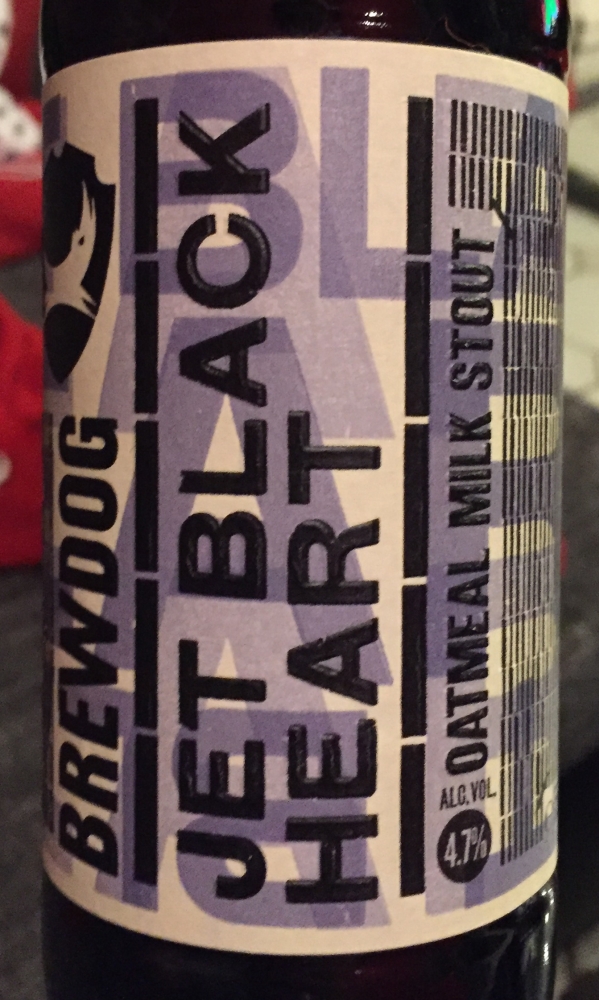 BREWDOG
JET BLACK
HEART
OATMEAL MILK STOUT
ALC. VOL.
4.7%